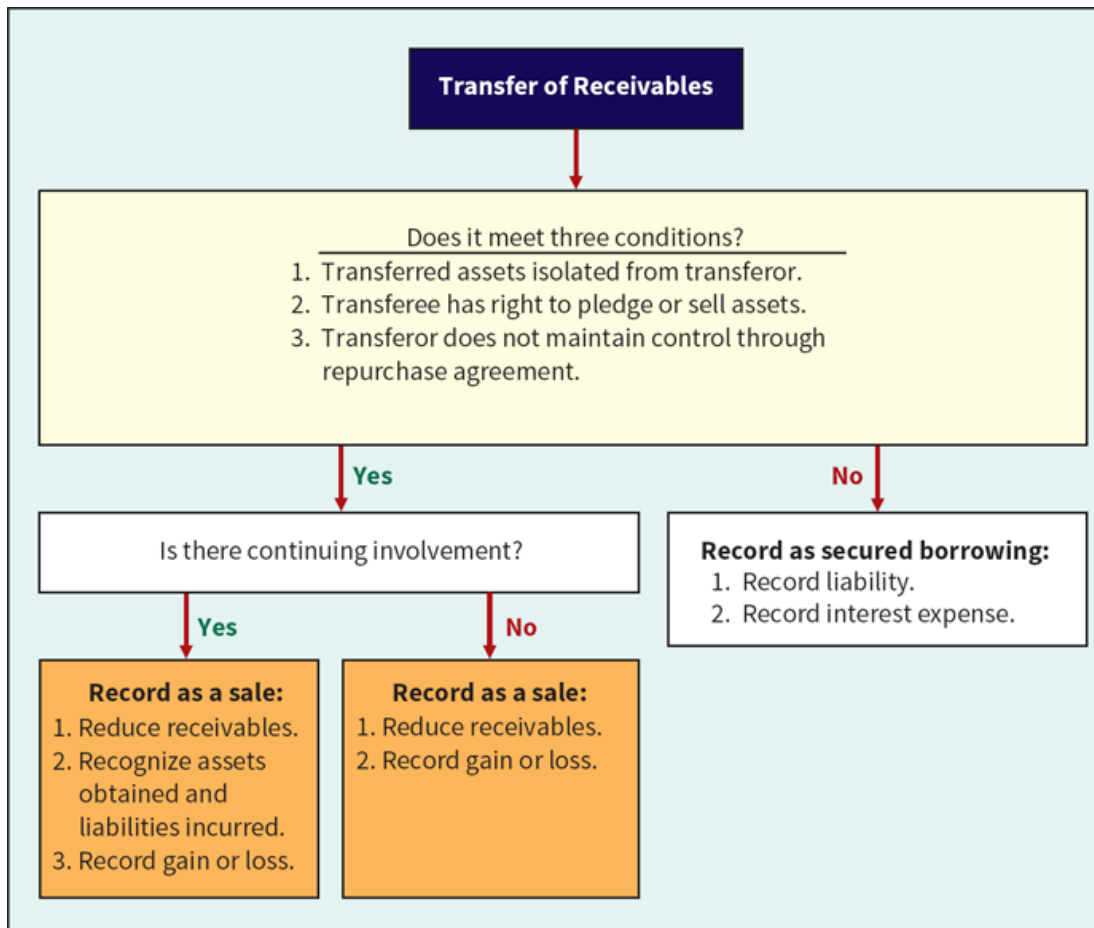 Transfer of Receivables
Does it meet three conditions?
1. Transferred assets isolated from transferor.
2. Transferee has right to pledge or sell assets.
3. Transferor does not maintain control through
repurchase agreement.
Yes
No
Is there continuing involvement?
Record as secured borrowing:
1. Record liability.
2. Record interest expense.
Yes
No
Record as a sale:
1. Reduce receivables.
2. Recognize assets
obtained and
liabilities incurred.
3. Record gain or loss.
Record as a sale:
1. Reduce receivables.
2. Record gain or loss.